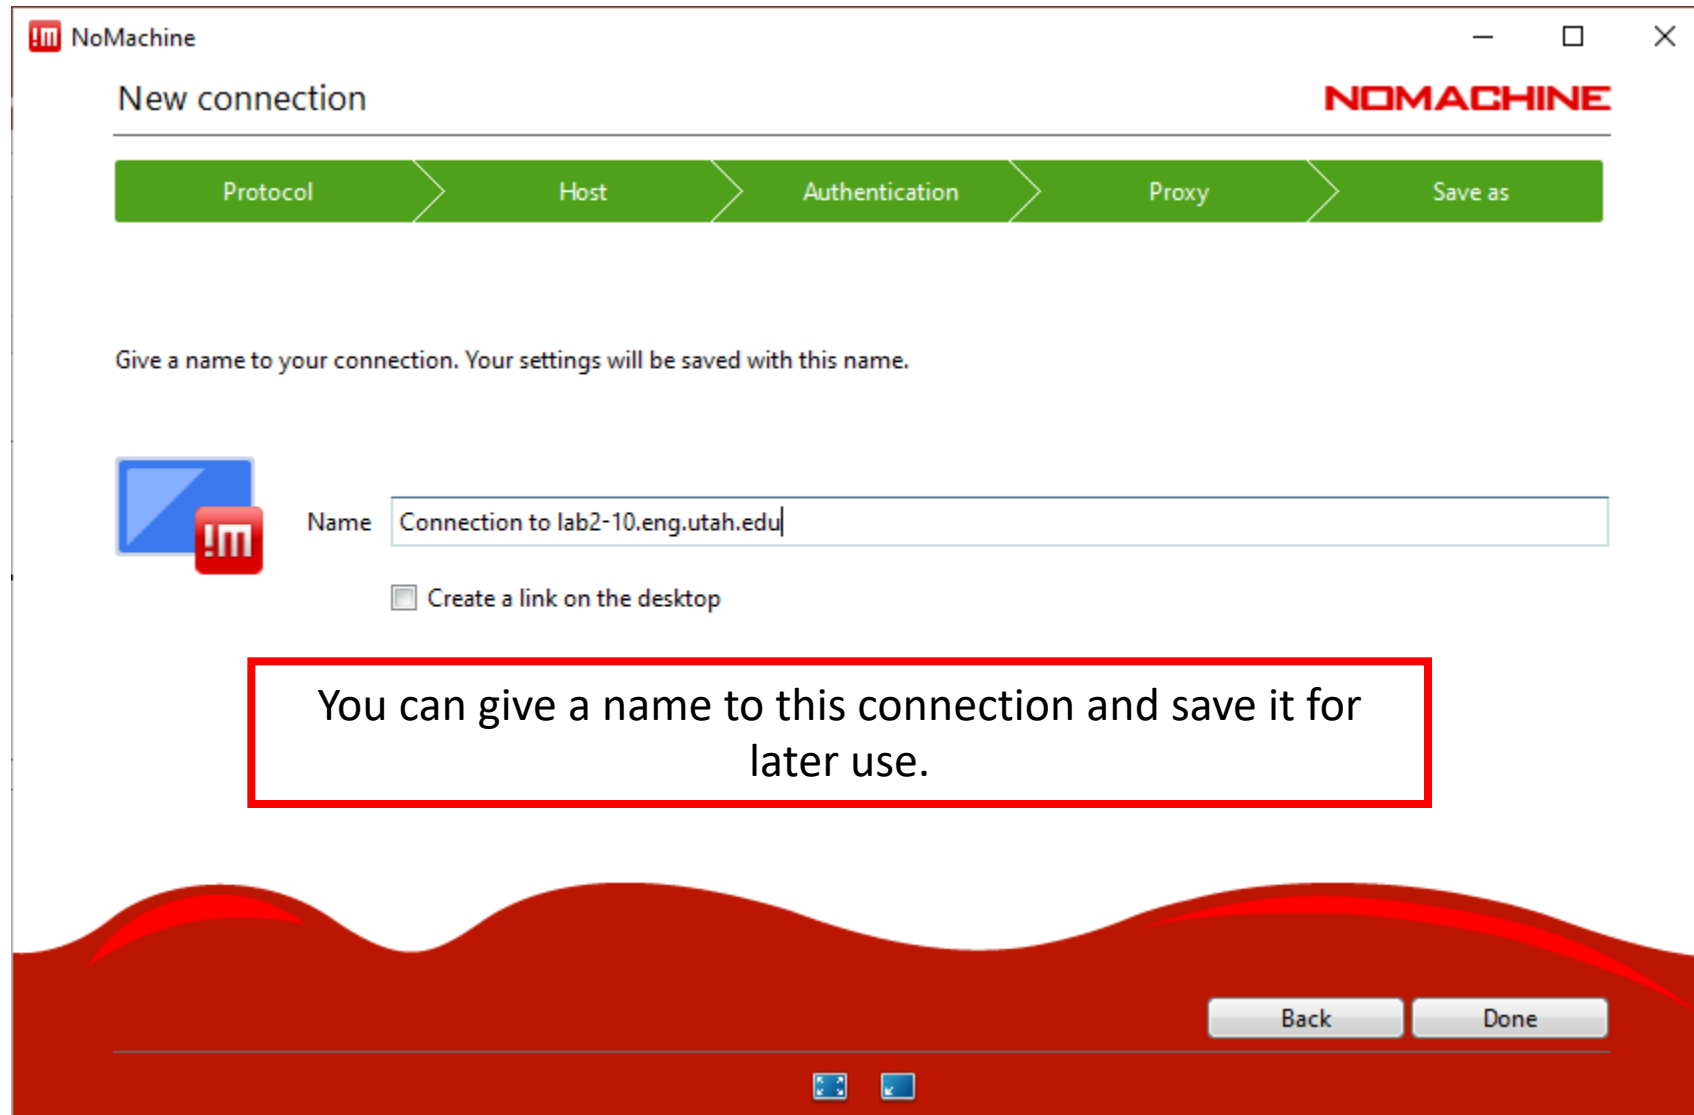 !m NoMachine
New connection
NOMACHINE
Protocol
Host
Authentication
Proxy
Save as
Give a name to your connection. Your settings will be saved with this name.
!m
Name
Connection to lab2-10.eng.utah.edu
Create a link on the desktop
You can give a name to this connection and save it for
later use.
Back
Done